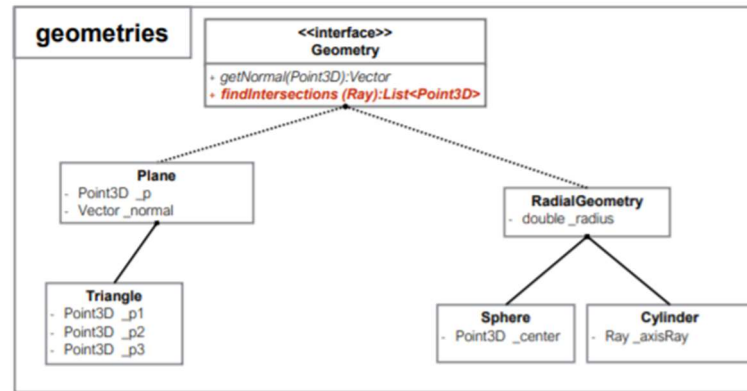 geometries
<<interface>>
Geometry
+ getNormal(Point3D):Vector
+ findIntersections (Ray):List<Point3D>
Plane
- Point3D _p
- Vector _normal
RadialGeometry
- double _radius
Triangle
- Point3D _p1
- Point3D _p2
- Point3D _p3
Sphere
- Point3D _center
Cylinder
- Ray _axisRay